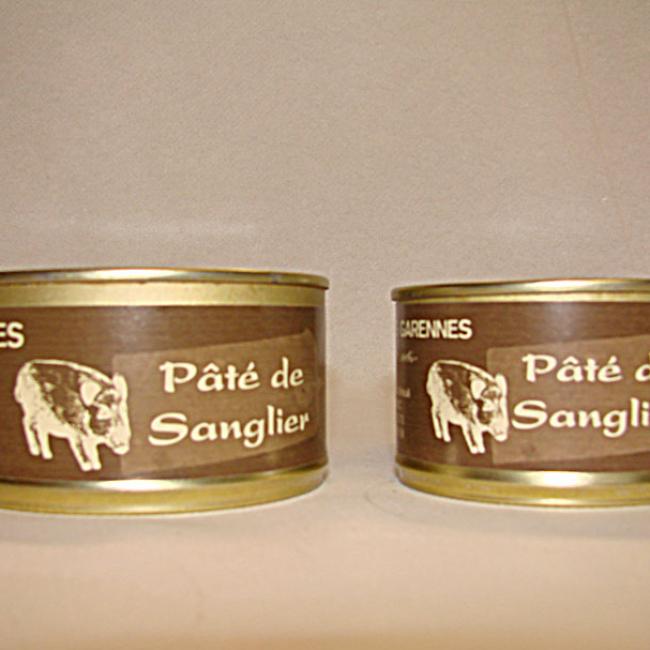 ES
Pâté de
Sanglier
GARENNES
Pâté d
Sangli